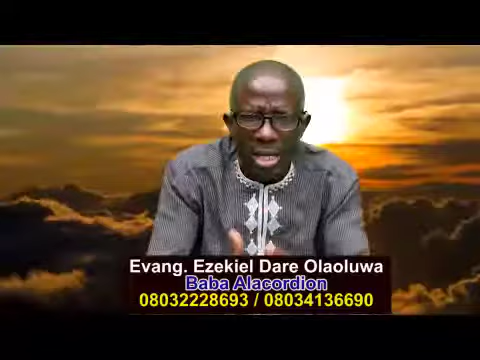 Evang. Ezekiel Dare Olaoluwa
Baba Alacordion
08032228693 / 08034136690